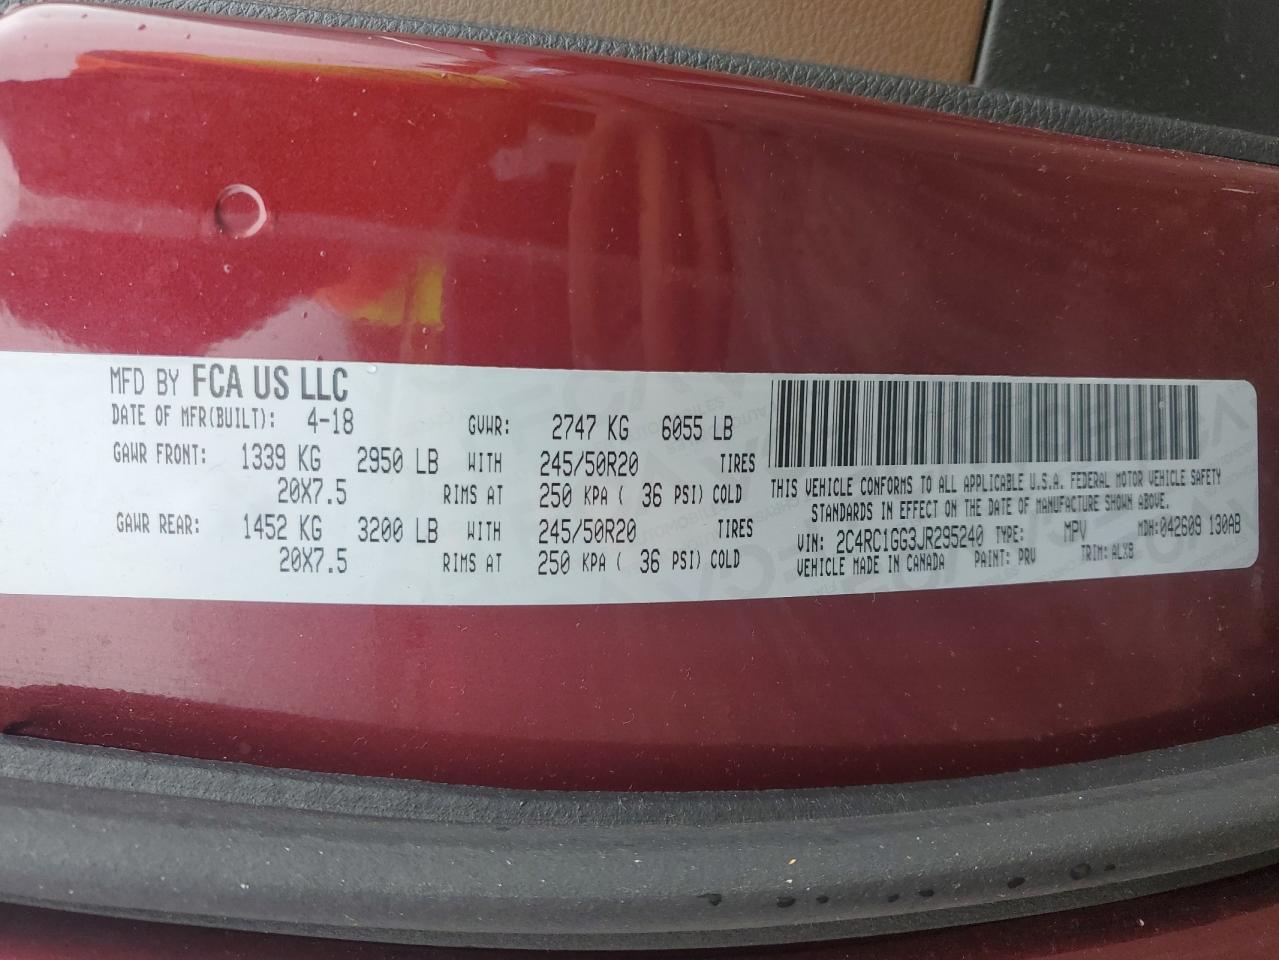 MFD BY FCA US LLC
DATE OF MFR(BUILT): 4-18 GVWR: 2747 KG 6055 LB
GAWR FRONT: 1339 KG 2950 LB WITH 245/50R20 TIRES
20X7.5 RIMS AT 250 KPA ( 36 PSI) COLD
GAWR REAR: 1452 KG 3200 LB WITH 245/50R20 TIRES
20X7.5 RIMS AT 250 KPA ( 36 PSI) COLD
THIS VEHICLE CONFORMS TO ALL APPLICABLE U.S.A. FEDERAL MOTOR VEHICLE SAFETY
STANDARDS IN EFFECT ON THE DATE OF MANUFACTURE SHOWN ABOVE.
VIN: 2C4RC1GG3JR295240 TYPE: MPV MDH:042609 130AB
VEHICLE MADE IN CANADA PAINT: PRV TRIM: ALX8